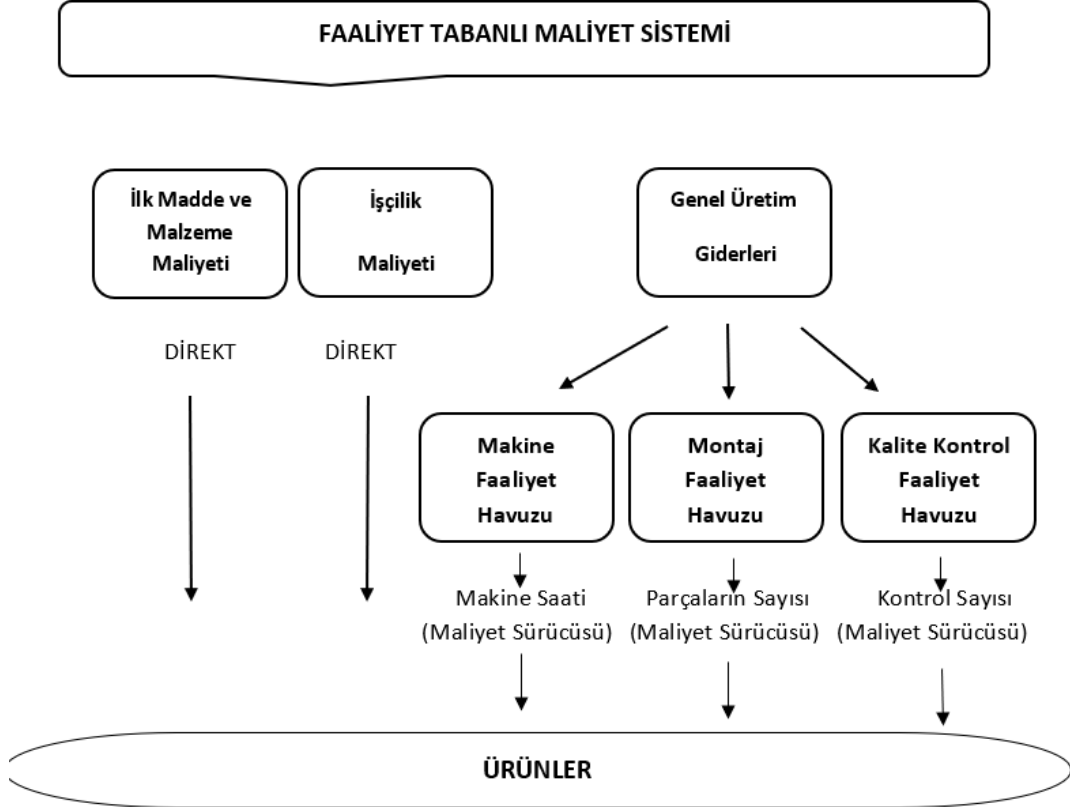 FAALİYET TABANLI MALİYET SİSTEMİ
İlk Madde ve
Malzeme
Maliyeti
İşçilik
Maliyeti
Genel Üretim
Giderleri
DİREKT
DİREKT
Makine
Faaliyet
Havuzu
Montaj
Faaliyet
Havuzu
Kalite Kontrol
Faaliyet
Havuzu
Makine Saati
(Maliyet Sürücüsü)
Parçaların Sayısı
(Maliyet Sürücüsü)
Kontrol Sayısı
(Maliyet Sürücüsü)
ÜRÜNLER